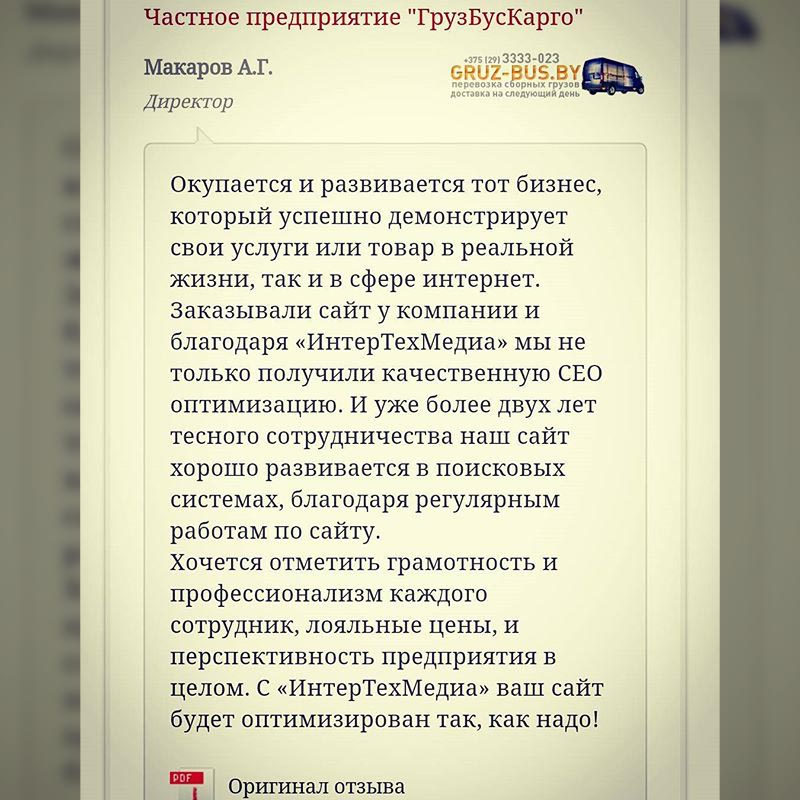 Частное предприятие "ГрузБусКарго"
Макаров А.Г.
Директор
+375 (29) 3333-023
GRUZ-BUS.BY
перевозка сборных грузов
доставка на следующий день
Окупается и развивается тот бизнес,
который успешно демонстрирует
свои услуги или товар в реальной
жизни, так и в сфере интернет.
Заказывали сайт у компании и
благодаря «ИнтерТехМедиа» мы не
только получили качественную СЕО
оптимизацию. И уже более двух лет
тесного сотрудничества наш сайт
хорошо развивается в поисковых
системах, благодаря регулярным
работам по сайту.
Хочется отметить грамотность и
профессионализм каждого
сотрудник, лояльные цены, и
перспективность предприятия в
целом. С «ИнтерТехМедиа» ваш сайт
будет оптимизирован так, как надо!
PDF
Оригинал отзыва